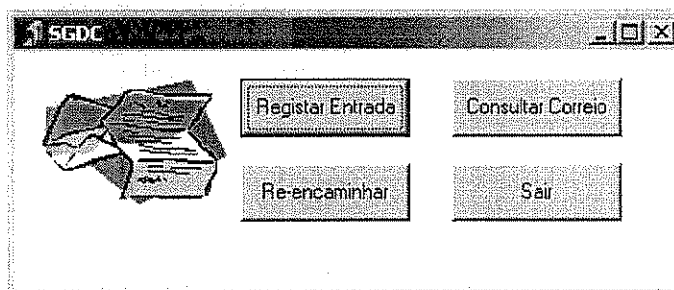 SGDC
Registar Entrada
Consultar Correio
Re-encaminhar
Sair